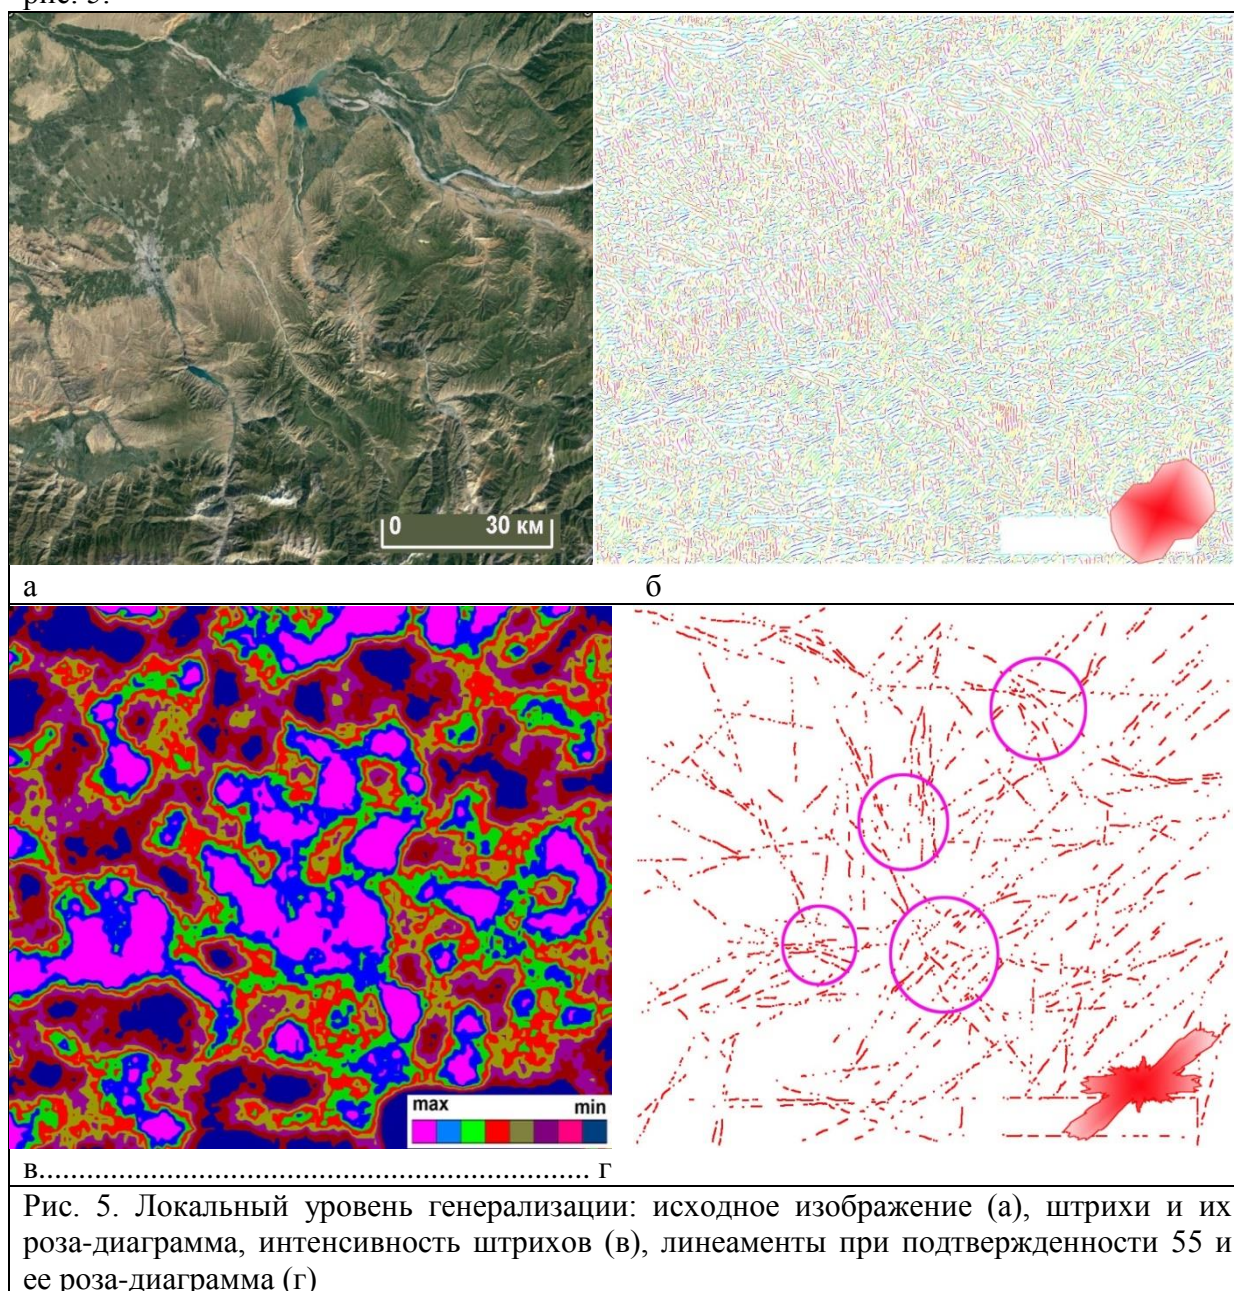 рис. 5.
0 30 км
а б
max min
в..................................................................... г
Рис. 5. Локальный уровень генерализации: исходное изображение (а), штрихи и их
роза-диаграмма, интенсивность штрихов (в), линеаменты при подтвержденности 55 и
ее роза-диаграмма (г)